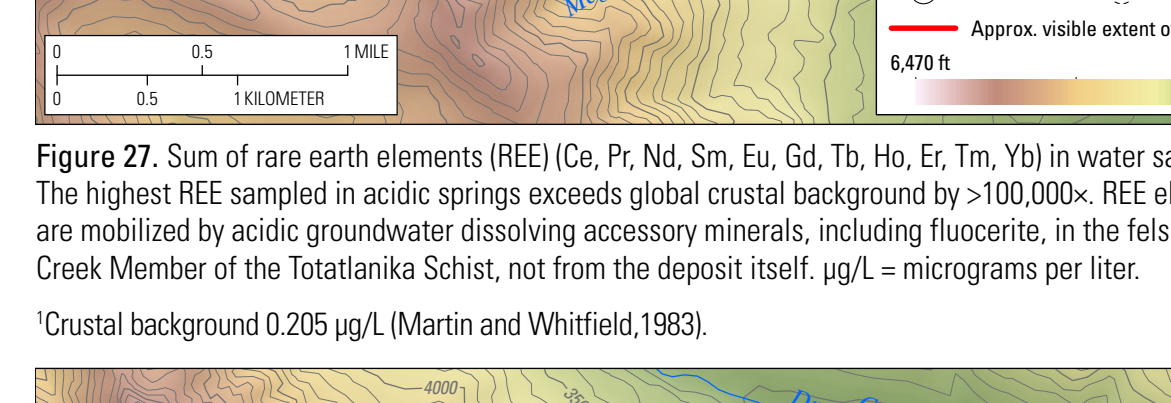 0 0.5 1 MILE
0 0.5 1 KILOMETER
Approx. visible extent o
6,470 ft
Figure 27. Sum of rare earth elements (REE) (Ce, Pr, Nd, Sm, Eu, Gd, Tb, Ho, Er, Tm, Yb) in water sa
The highest REE sampled in acidic springs exceeds global crustal background by >100,000×. REE el
are mobilized by acidic groundwater dissolving accessory minerals, including fluocerite, in the fels
Creek Member of the Totatlanika Schist, not from the deposit itself. µg/L = micrograms per liter.
¹Crustal background 0.205 µg/L (Martin and Whitfield,1983).
4000